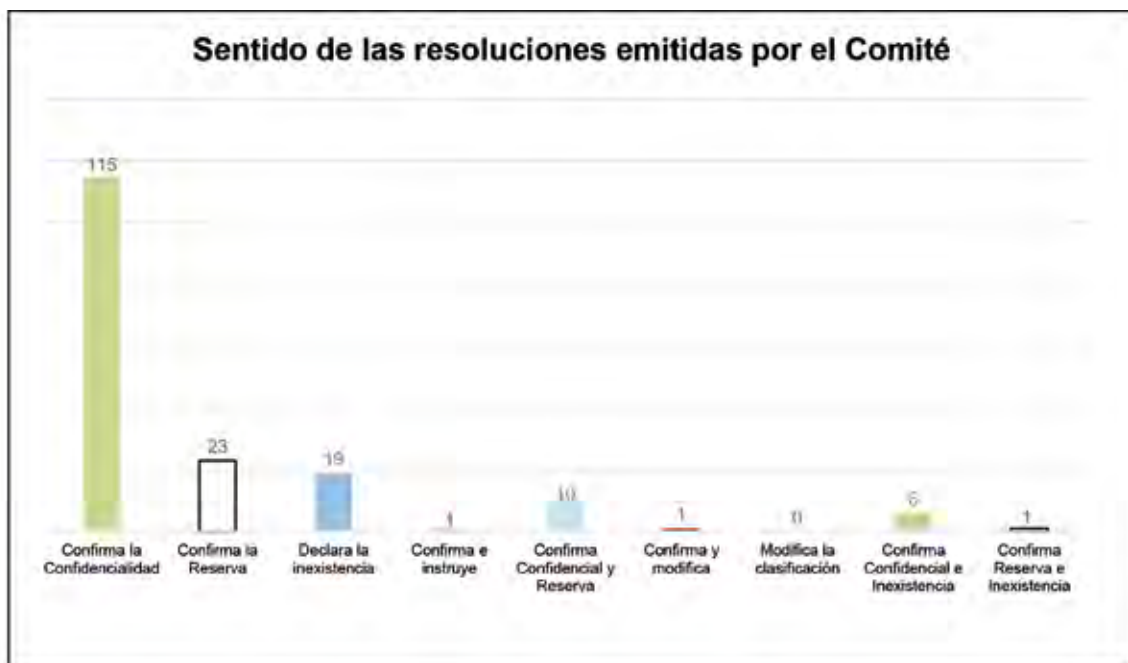 Sentido de las resoluciones emitidas por el Comité
115
23
19
1
10
1
0
6
1
Confirma la
Confidencialidad
Confirma la
Reserva
Declara la
inexistencia
Confirma e
instruye
Confirma
Confidencial y
Reserva
Confirma y
modifica
Modifica la
clasificación
Confirma
Confidencial e
Inexistencia
Confirma
Reserva e
Inexistencia